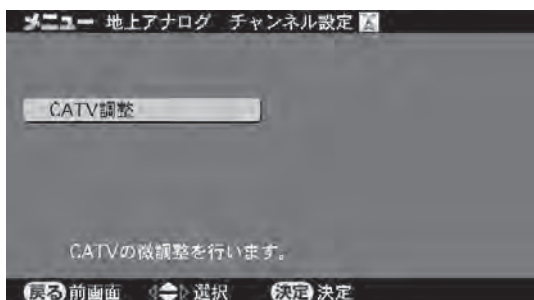 メニュー 地上アナログ チャンネル設定 A
CATV調整
CATVの微調整を行います。
戻る 前画面 選択 決定 決定